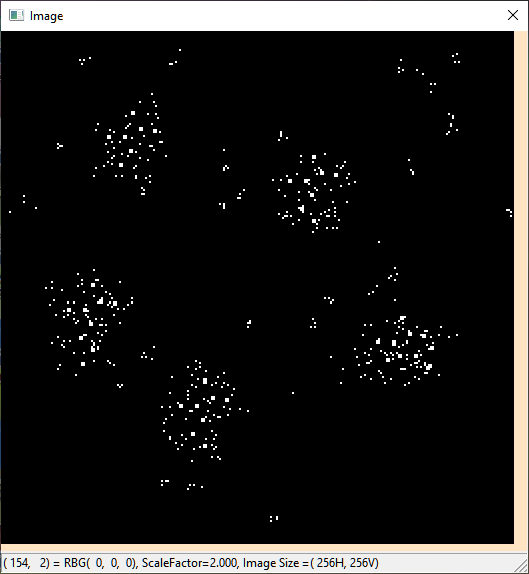 Image
( 154,   2) = RBG(  0,  0,  0), ScaleFactor=2.000, Image Size =( 256H, 256V)